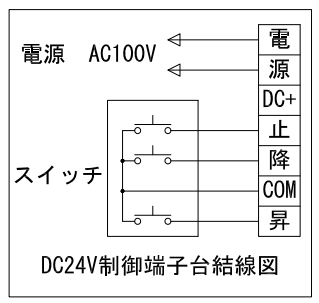 電
電源 AC100V
源
DC+
止
降
スイッチ
COM
昇
DC24V制御端子台結線図